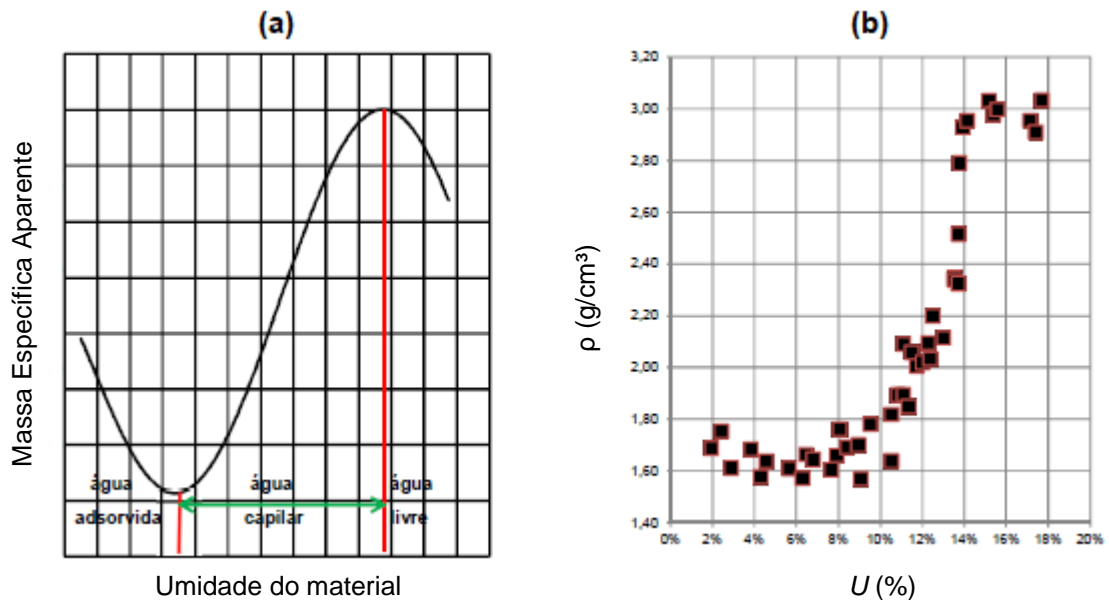 (a)
Massa Específica Aparente
água água água
adsorvida capilar livre
Umidade do material
(b)
ρ (g/cm³)
3,20
3,00
2,80
2,60
2,40
2,20
2,00
1,80
1,60
1,40
0% 2% 4% 6% 8% 10% 12% 14% 16% 18% 20%
U (%)